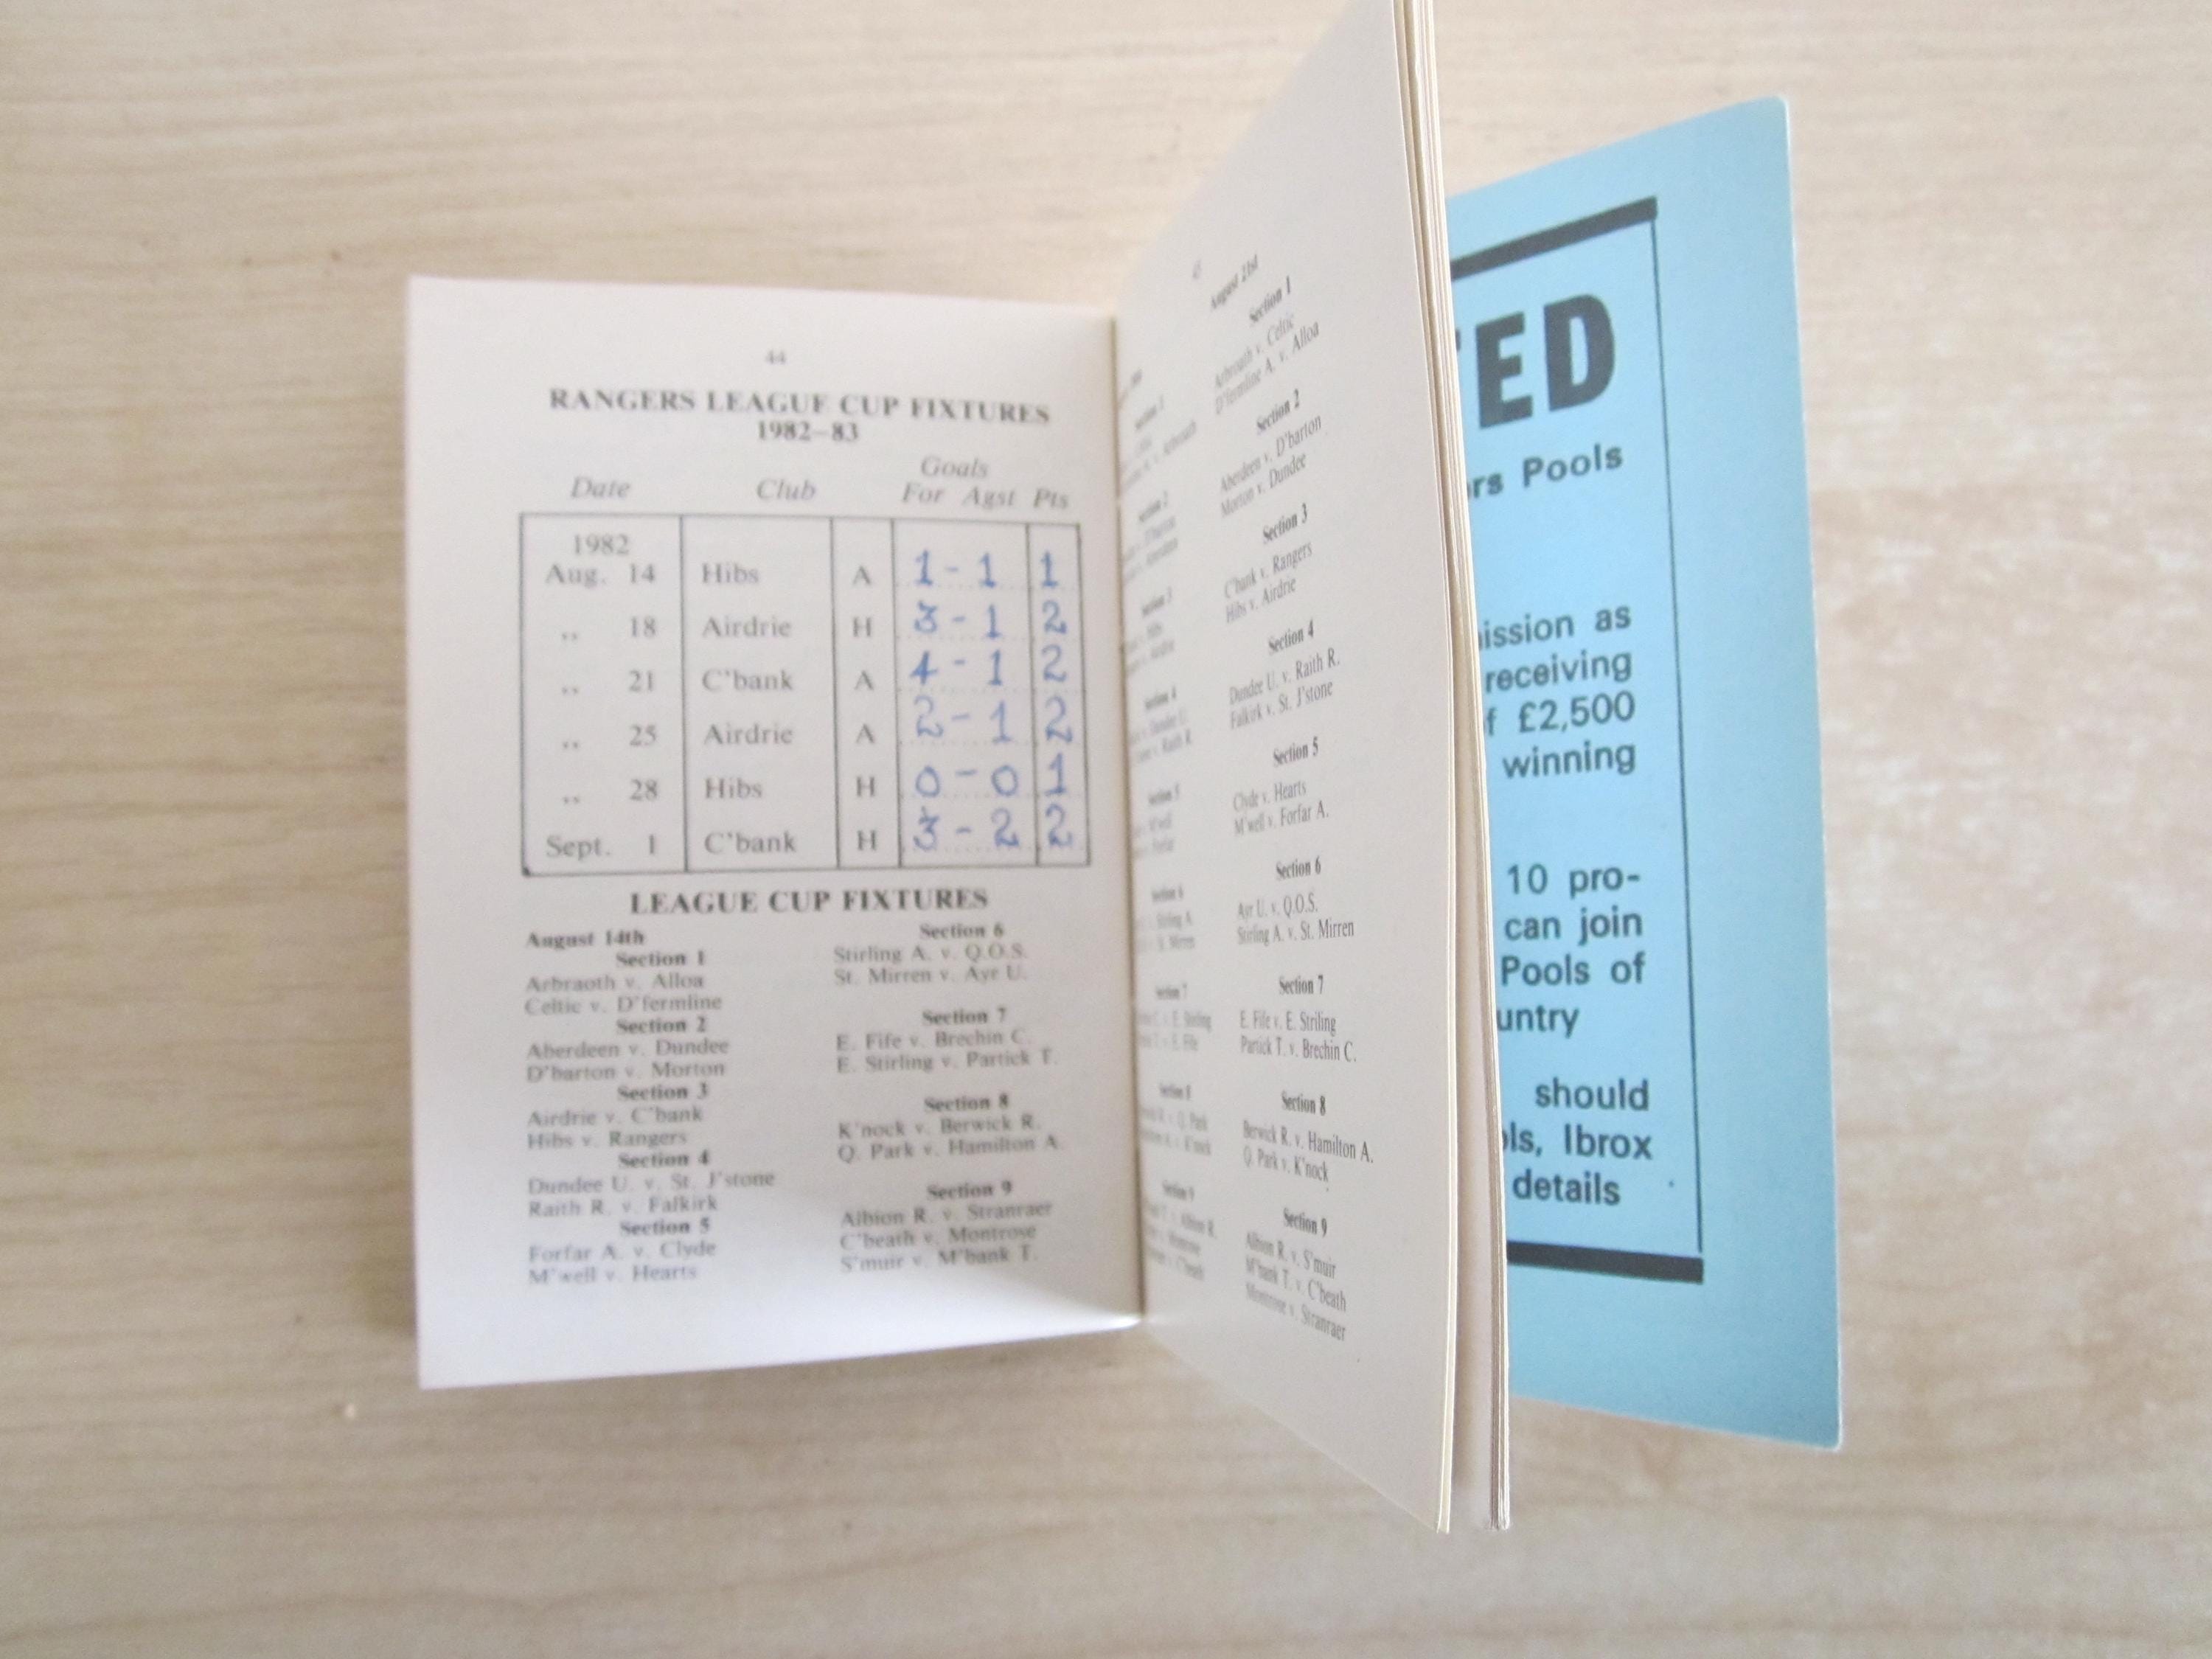 44
RANGERS LEAGUE CUP FIXTURES
1982—83
Goals
Date Club For Agst Pts
1982
Aug. 14 Hibs A 1 - 1 1
,, 18 Airdrie H 3 - 1 2
,, 21 C'bank A 4 - 1 2
,, 25 Airdrie A 2 - 1 2
,, 28 Hibs H 0 - 0 1
Sept. 1 C'bank H 3 - 2 2
LEAGUE CUP FIXTURES
August 14th
Section 1
Arbraoth v. Alloa
Celtic v. D'fermline
Section 2
Aberdeen v. Dundee
D'barton v. Morton
Section 3
Airdrie v. C'bank
Hibs v. Rangers
Section 4
Dundee U. v. St. J'stone
Raith R. v. Falkirk
Section 5
Forfar A. v. Clyde
M'well v. Hearts
Section 6
Stirling A. v. Q.O.S.
St. Mirren v. Ayr U.
Section 7
E. Fife v. Brechin C.
E. Stirling v. Partick T.
Section 8
K'nock v. Berwick R.
Q. Park v. Hamilton A.
Section 9
Albion R. v. Stranraer
C'beath v. Montrose
S'muir v. M'bank T.
August 21st
Section 1
Arbroath v. Celtic
D'fermline A. v. Alloa
Section 2
Aberdeen v. D'barton
Morton v. Dundee
Section 3
C'bank v. Rangers
Hibs v. Airdrie
Section 4
Dundee U. v. Raith R.
Falkirk v. St. J'stone
Section 5
Clyde v. Hearts
M'well v. Forfar A.
Section 6
Ayr U. v. Q.O.S.
Stirling A. v. St. Mirren
Section 7
E. Fife v. E. Striling
Partick T. v. Brechin C.
Section 8
Berwick R. v. Hamilton A.
Q. Park v. K'nock
Section 9
Albion R. v. S'muir
M'bank T. v. C'beath
Montrose v. Stranraer
ED
rs Pools
ission as
receiving
f £2,500
winning
10 pro-
can join
Pools of
untry
should
ls, Ibrox
details